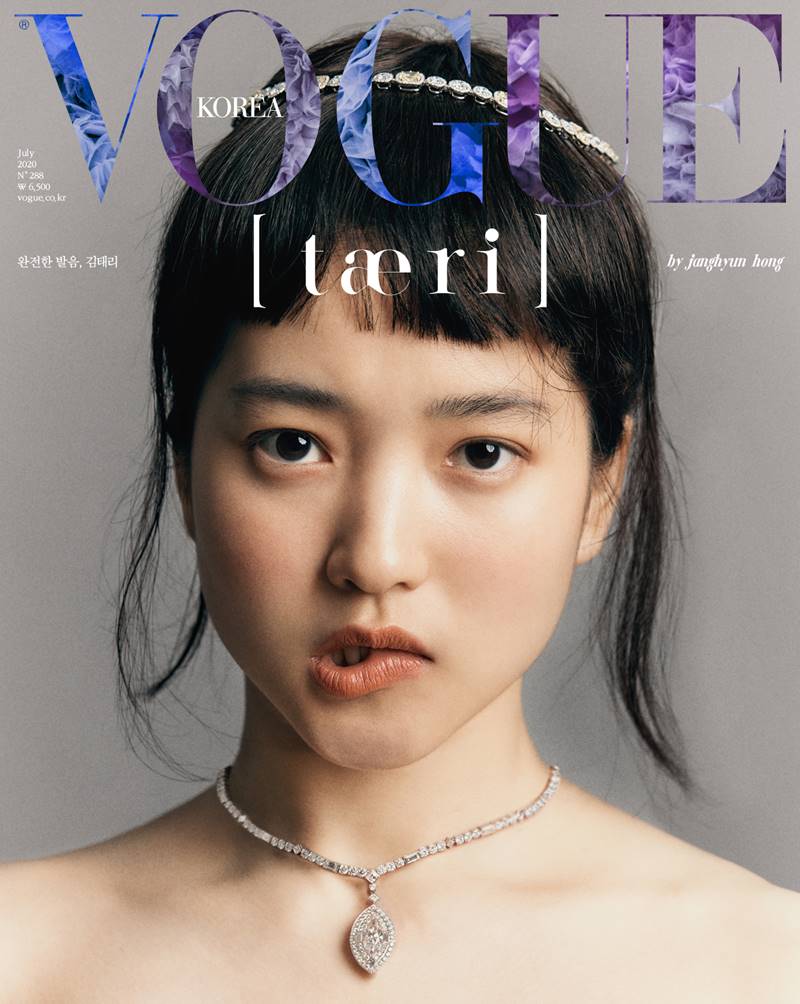 ®
VOGUE
KOREA
July
2020
N° 288
₩ 6,500
vogue.co.kr
[ tæri ]
완전한 발음, 김태리
by janghyun hong